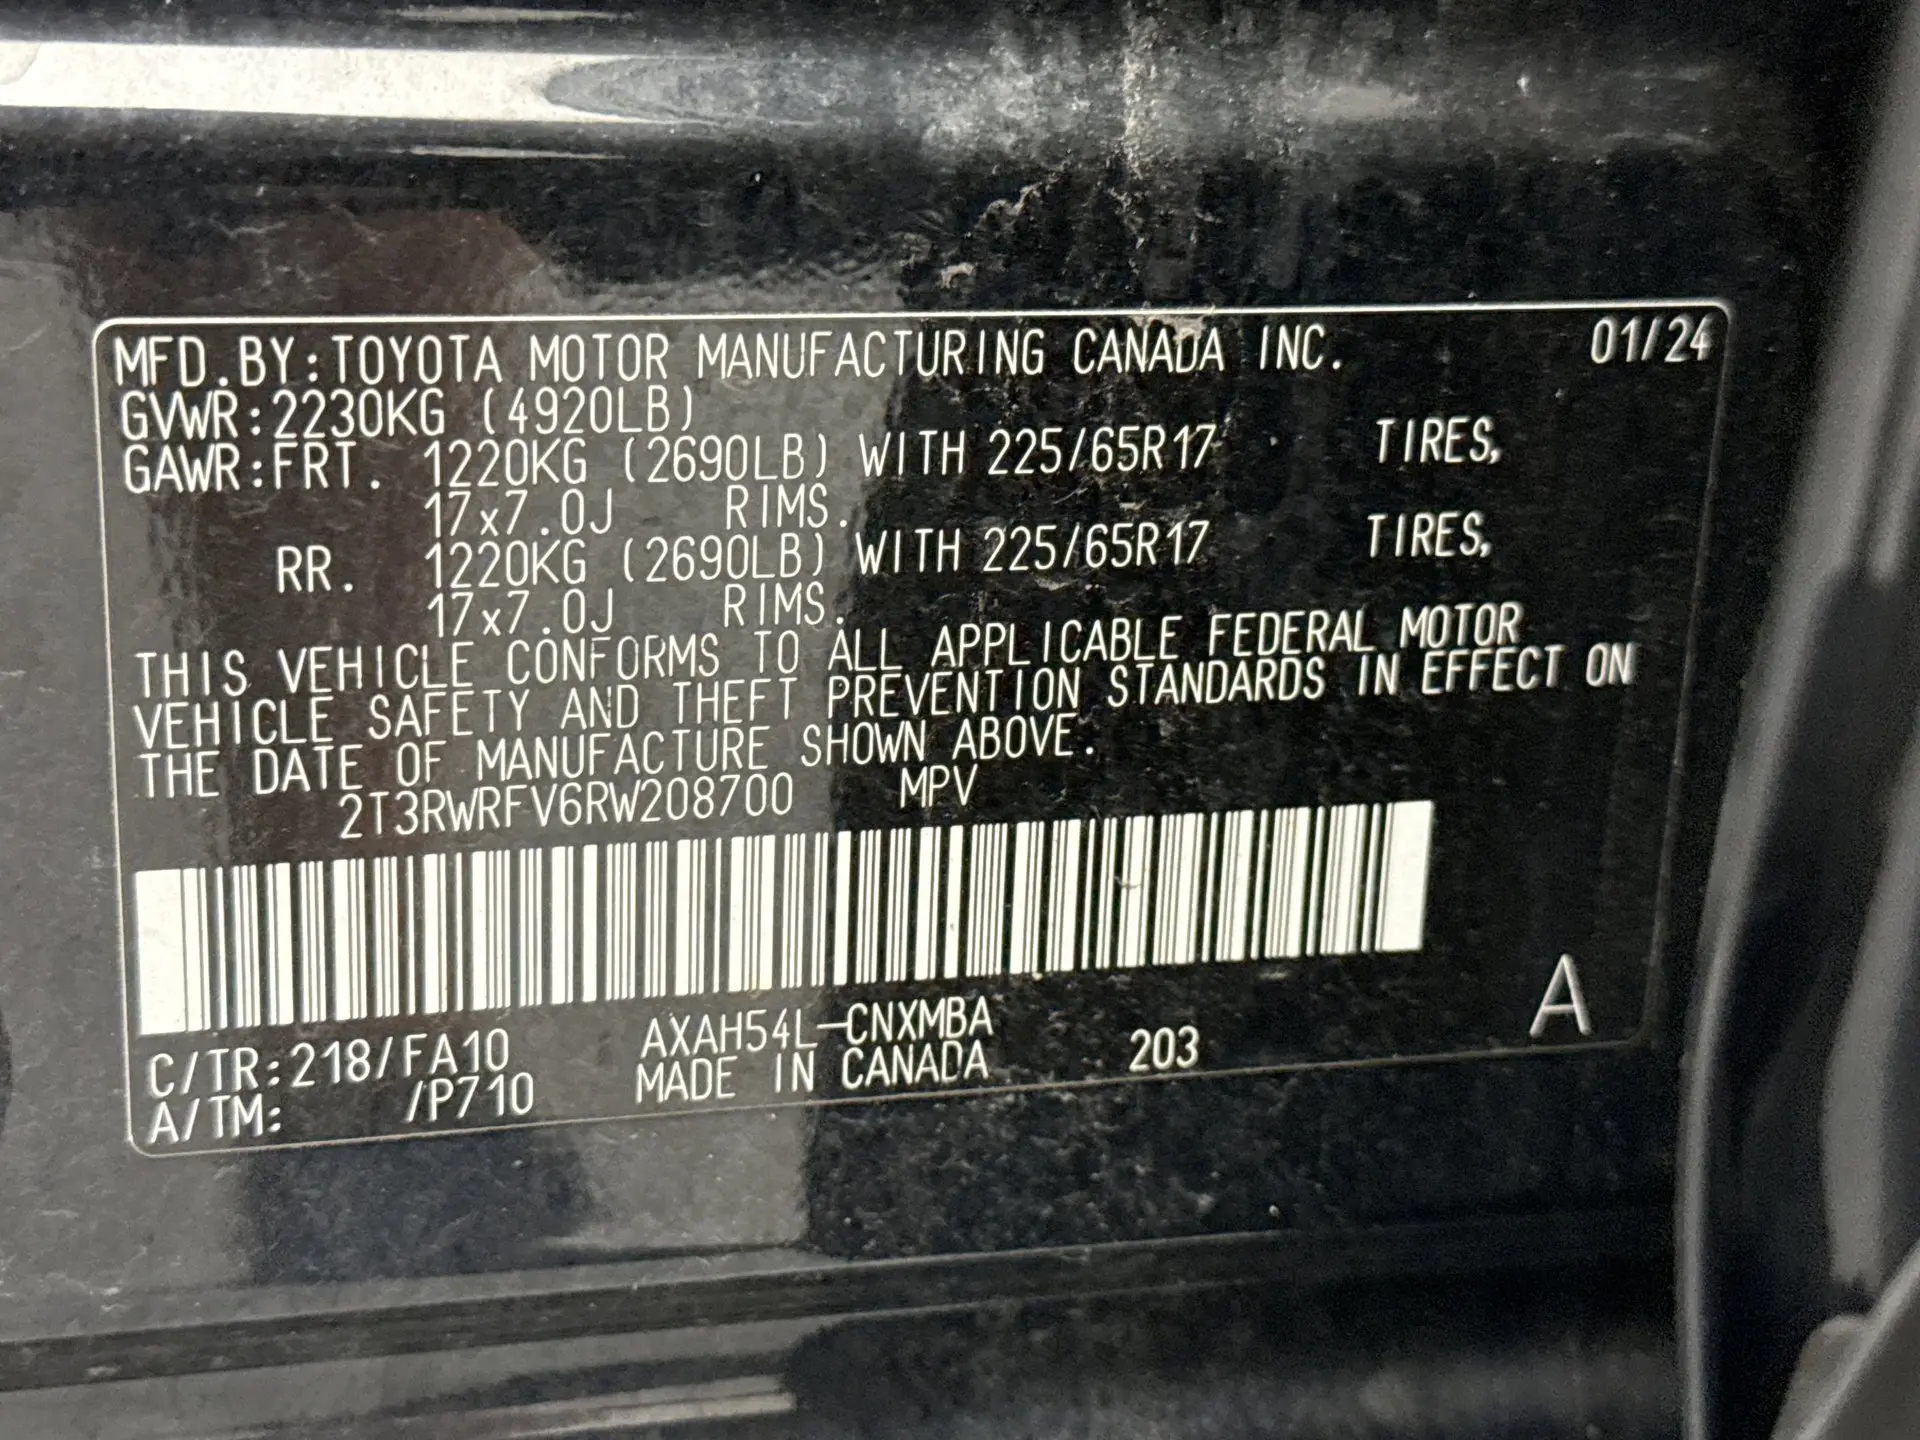 MFD.BY:TOYOTA MOTOR MANUFACTURING CANADA INC. 01/24
GVWR:2230KG (4920LB)
GAWR:FRT. 1220KG (2690LB) WITH 225/65R17 TIRES,
17x7.0J RIMS.
RR. 1220KG (2690LB) WITH 225/65R17 TIRES,
17x7.0J RIMS.
THIS VEHICLE CONFORMS TO ALL APPLICABLE FEDERAL MOTOR
VEHICLE SAFETY AND THEFT PREVENTION STANDARDS IN EFFECT ON
THE DATE OF MANUFACTURE SHOWN ABOVE.
2T3RWRFV6RW208700 MPV
C/TR:218/FA10 AXAH54L-CNXMBA A
A/TM: /P710 MADE IN CANADA 203